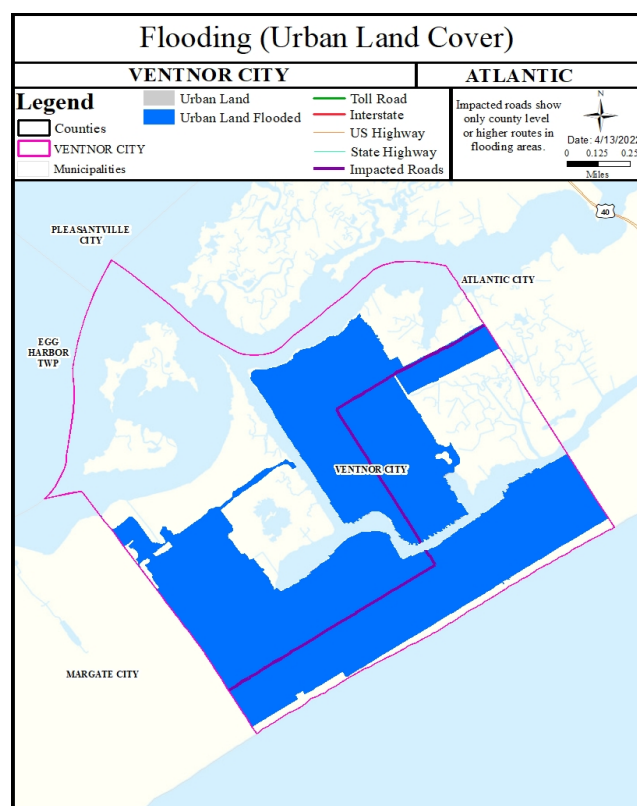 Flooding (Urban Land Cover)
VENTNOR CITY
ATLANTIC
Legend
Counties
VENTNOR CITY
Municipalities
Urban Land
Urban Land Flooded
Toll Road
Interstate
US Highway
State Highway
Impacted Roads
Impacted roads show
only county level
or higher routes in
flooding areas.
N
Date: 4/13/2022
0 0.125 0.25
Miles
40
PLEASANTVILLE
CITY
ATLANTIC CITY
EGG
HARBOR
TWP
VENTNOR CITY
MARGATE CITY